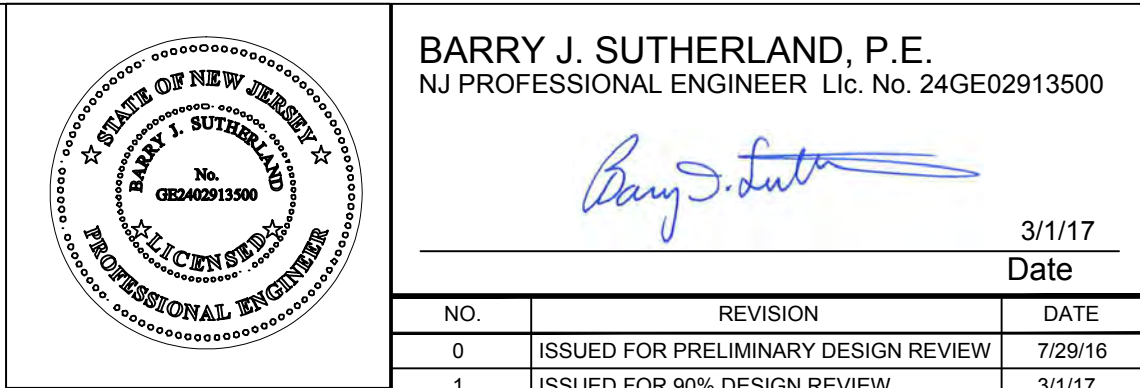 STATE OF NEW JERSEY
BARRY J. SUTHERLAND
No.
GE2402913500
LICENSED
PROFESSIONAL ENGINEER
BARRY J. SUTHERLAND, P.E.
NJ PROFESSIONAL ENGINEER LIc. No. 24GE02913500
Barry J. Suth
3/1/17
Date
NO. REVISION DATE
0 ISSUED FOR PRELIMINARY DESIGN REVIEW 7/29/16
1 ISSUED FOR 90% DESIGN REVIEW 3/1/17